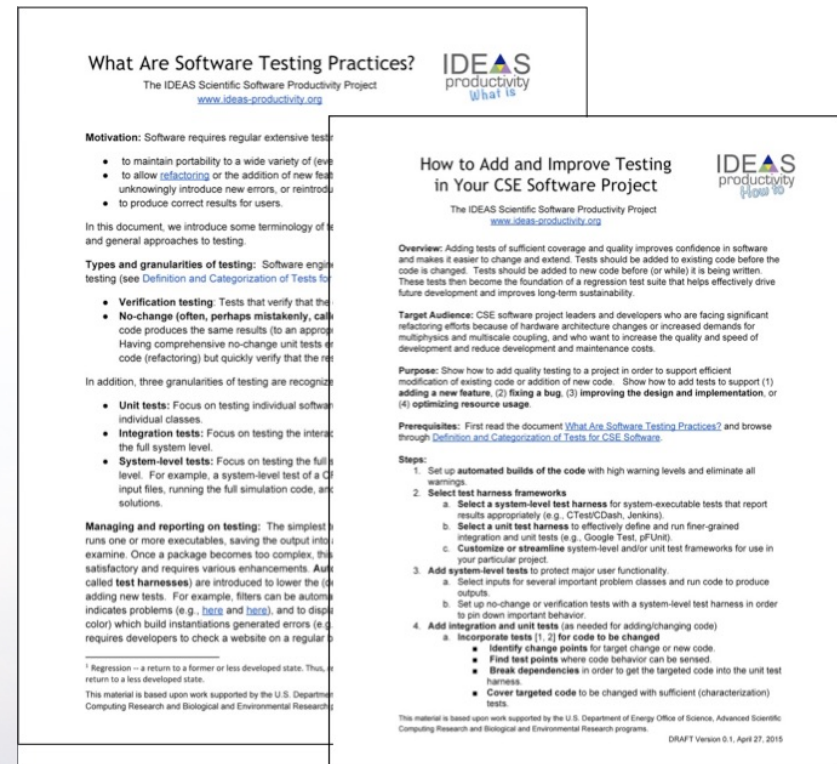 What Are Software Testing Practices?
The IDEAS Scientific Software Productivity Project
www.ideas-productivity.org
IDEAS
productivity
What is
Motivation: Software requires regular extensive
• to maintain portability to a wide variety of
• to allow refactoring or the addition of new
unknowingly introduce new errors, or
• to produce correct results for users.
In this document, we introduce some terminology of
and general approaches to testing.
Types and granularities of testing: Software
testing (see Definition and Categorization of Tests for
• Verification testing: Tests that verify that the
• No-change (often, perhaps mistakenly,
code produces the same results (to an
Having comprehensive no-change unit tests
code (refactoring) but quickly verify that the
In addition, three granularities of testing are
• Unit tests: Focus on testing individual
individual classes.
• Integration tests: Focus on testing the
the full system level.
• System-level tests: Focus on testing the full
level. For example, a system-level test of a
input files, running the full simulation code,
solutions.
Managing and reporting on testing: The simplest
runs one or more executables, saving the output into
examine. Once a package becomes too complex,
satisfactory and requires various enhancements.
called test harnesses) are introduced to lower the
adding new tests. For example, filters can be
indicates problems (e.g., here and here), and to
color) which build instantiations generated errors
requires developers to check a website on a regular
1 Regression – a return to a former or less developed state. Thus,
return to a less developed state.
This material is based upon work supported by the U.S.
Computing Research and Biological and Environmental Research
How to Add and Improve Testing
in Your CSE Software Project
The IDEAS Scientific Software Productivity Project
www.ideas-productivity.org
IDEAS
productivity
How to
Overview: Adding tests of sufficient coverage and quality improves confidence in software
and makes it easier to change and extend. Tests should be added to existing code before the
code is changed. Tests should be added to new code before (or while) it is being written.
These tests then become the foundation of a regression test suite that helps effectively drive
future development and improves long-term sustainability.
Target Audience: CSE software project leaders and developers who are facing significant
refactoring efforts because of hardware architecture changes or increased demands for
multiphysics and multiscale coupling, and who want to increase the quality and speed of
development and reduce development and maintenance costs.
Purpose: Show how to add quality testing to a project in order to support efficient
modification of existing code or addition of new code. Show how to add tests to support (1)
adding a new feature, (2) fixing a bug, (3) improving the design and implementation, or
(4) optimizing resource usage.
Prerequisites: First read the document What Are Software Testing Practices? and browse
through Definition and Categorization of Tests for CSE Software.
Steps:
1. Set up automated builds of the code with high warning levels and eliminate all
warnings.
2. Select test harness frameworks
a. Select a system-level test harness for system-executable tests that report
results appropriately (e.g., CTest/CDash, Jenkins).
b. Select a unit test harness to effectively define and run finer-grained
integration and unit tests (e.g., Google Test, pFUnit).
c. Customize or streamline system-level and/or unit test frameworks for use in
your particular project.
3. Add system-level tests to protect major user functionality.
a. Select inputs for several important problem classes and run code to produce
outputs.
b. Set up no-change or verification tests with a system-level test harness in order
to pin down important behavior.
4. Add integration and unit tests (as needed for adding/changing code)
a. Incorporate tests [1, 2] for code to be changed
■ Identify change points for target change or new code.
■ Find test points where code behavior can be sensed.
■ Break dependencies in order to get the targeted code into the unit test
harness.
■ Cover targeted code to be changed with sufficient (characterization)
tests.
This material is based upon work supported by the U.S. Department of Energy Office of Science, Advanced Scientific
Computing Research and Biological and Environmental Research programs.
DRAFT Version 0.1, April 27, 2015